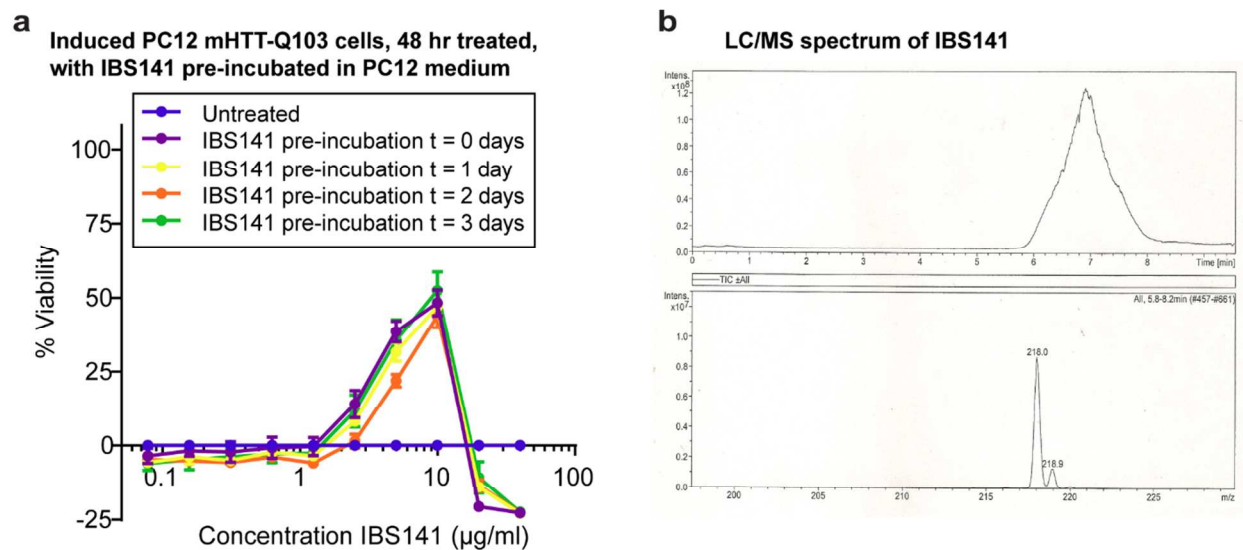 a
Induced PC12 mHTT-Q103 cells, 48 hr treated,
with IBS141 pre-incubated in PC12 medium
Untreated
IBS141 pre-incubation t = 0 days
IBS141 pre-incubation t = 1 day
IBS141 pre-incubation t = 2 days
IBS141 pre-incubation t = 3 days
% Viability
100
75
50
25
0
-25
0.1
1
10
100
Concentration IBS141 (µg/ml)
b
LC/MS spectrum of IBS141
Intens.
x10⁸
1.2
1.0
0.8
0.6
0.4
0.2
0.0
0
1
2
3
4
5
6
7
8
Time [min]
TIC ±All
Intens.
x10⁷
All, 5.8-8.2min (#457-#661)
1.0
0.8
0.6
0.4
0.2
0.0
218.0
218.9
200
205
210
215
220
225
m/z